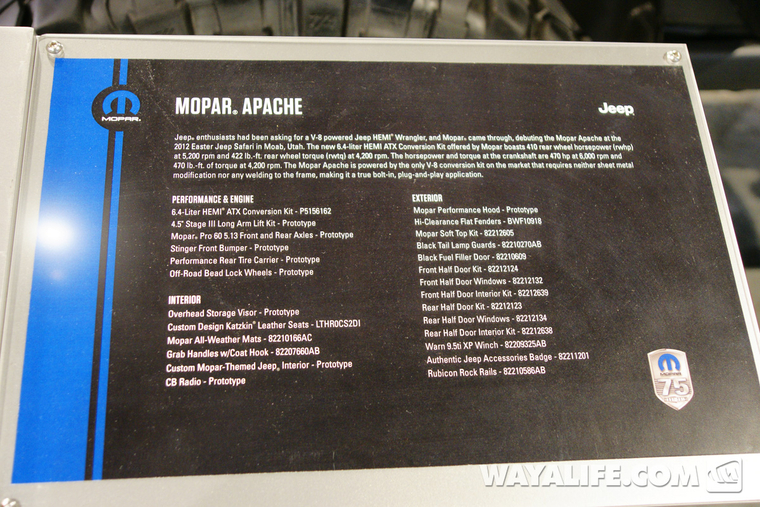 MOPAR.
MOPAR® APACHE
Jeep
Jeep® enthusiasts had been asking for a V-8 powered Jeep HEMI® Wrangler, and Mopar® came through, debuting the Mopar Apache at the
2012 Easter Jeep Safari in Moab, Utah. The new 6.4-liter HEMI ATX Conversion Kit offered by Mopar boasts 410 rear wheel horsepower (rwhp)
at 5,200 rpm and 422 lb.-ft. rear wheel torque (rwtq) at 4,200 rpm. The horsepower and torque at the crankshaft are 470 hp at 6,000 rpm and
470 lb.-ft. of torque at 4,200 rpm. The Mopar Apache is powered by the only V-8 conversion kit on the market that requires neither sheet metal
modification nor any welding to the frame, making it a true bolt-in, plug-and-play application.
PERFORMANCE & ENGINE
6.4-Liter HEMI® ATX Conversion Kit - P5156162
4.5" Stage III Long Arm Lift Kit - Prototype
Mopar® Pro 60 5.13 Front and Rear Axles - Prototype
Stinger Front Bumper - Prototype
Performance Rear Tire Carrier - Prototype
Off-Road Bead Lock Wheels - Prototype
INTERIOR
Overhead Storage Visor - Prototype
Custom Design Katzkin® Leather Seats - LTHR0CS2DI
Mopar All-Weather Mats - 82210166AC
Grab Handles w/Coat Hook - 82207660AB
Custom Mopar-Themed Jeep® Interior - Prototype
CB Radio - Prototype
EXTERIOR
Mopar Performance Hood - Prototype
Hi-Clearance Flat Fenders - BWF10918
Mopar Soft Top Kit - 82212605
Black Tail Lamp Guards - 82210270AB
Black Fuel Filler Door - 82210609
Front Half Door Kit - 82212124
Front Half Door Windows - 82212132
Front Half Door Interior Kit - 82212639
Rear Half Door Kit - 82212123
Rear Half Door Windows - 82212134
Rear Half Door Interior Kit - 82212638
Warn 9.5ti XP Winch - 82209325AB
Authentic Jeep Accessories Badge - 82211201
Rubicon Rock Rails - 82210586AB
MOPAR
75
WAYALIFE.COM